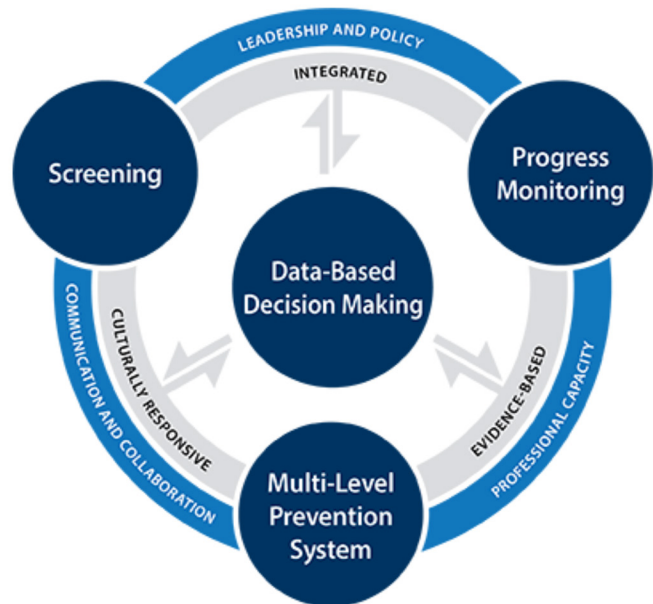 LEADERSHIP AND POLICY
INTEGRATED
Screening
Progress
Monitoring
Data-Based
Decision Making
COMMUNICATION AND COLLABORATION
CULTURALLY RESPONSIVE
EVIDENCE-BASED
PROFESSIONAL CAPACITY
Multi-Level
Prevention
System